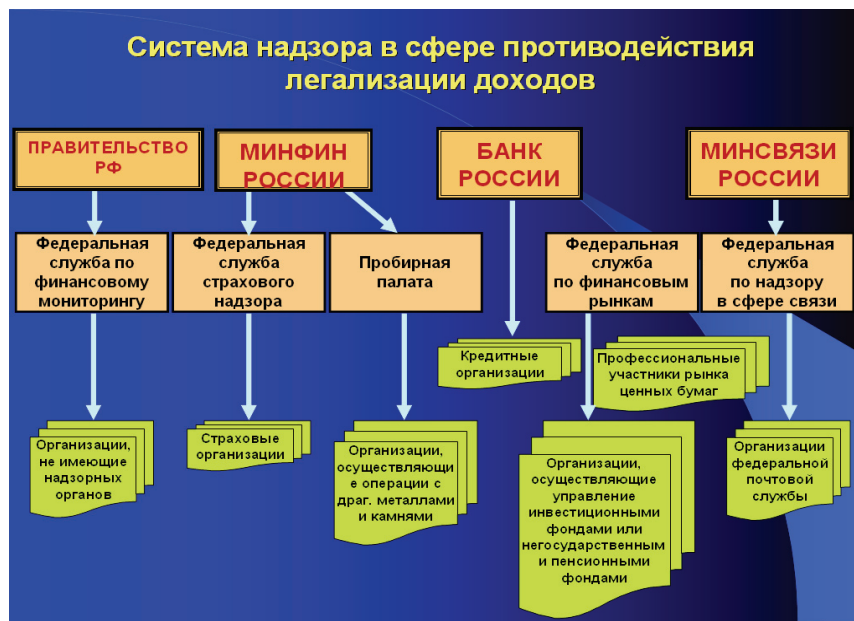 Система надзора в сфере противодействия
легализации доходов
ПРАВИТЕЛЬСТВО
РФ
МИНФИН
РОССИИ
БАНК
РОССИИ
МИНСВЯЗИ
РОССИИ
Федеральная
служба по
финансовому
мониторингу
Федеральная
служба
страхового
надзора
Пробирная
палата
Федеральная
служба
по финансовым
рынкам
Федеральная
служба
по надзору
в сфере связи
Кредитные
организации
Профессиональные
участники рынка
ценных бумаг
Организации,
не имеющие
надзорных
органов
Страховые
организации
Организации,
осуществляющи
е операции с
драг. металлами
и камнями
Организации,
осуществляющие
управление
инвестиционными
фондами или
негосударственным
и пенсионными
фондами
Организации
федеральной
почтовой
службы